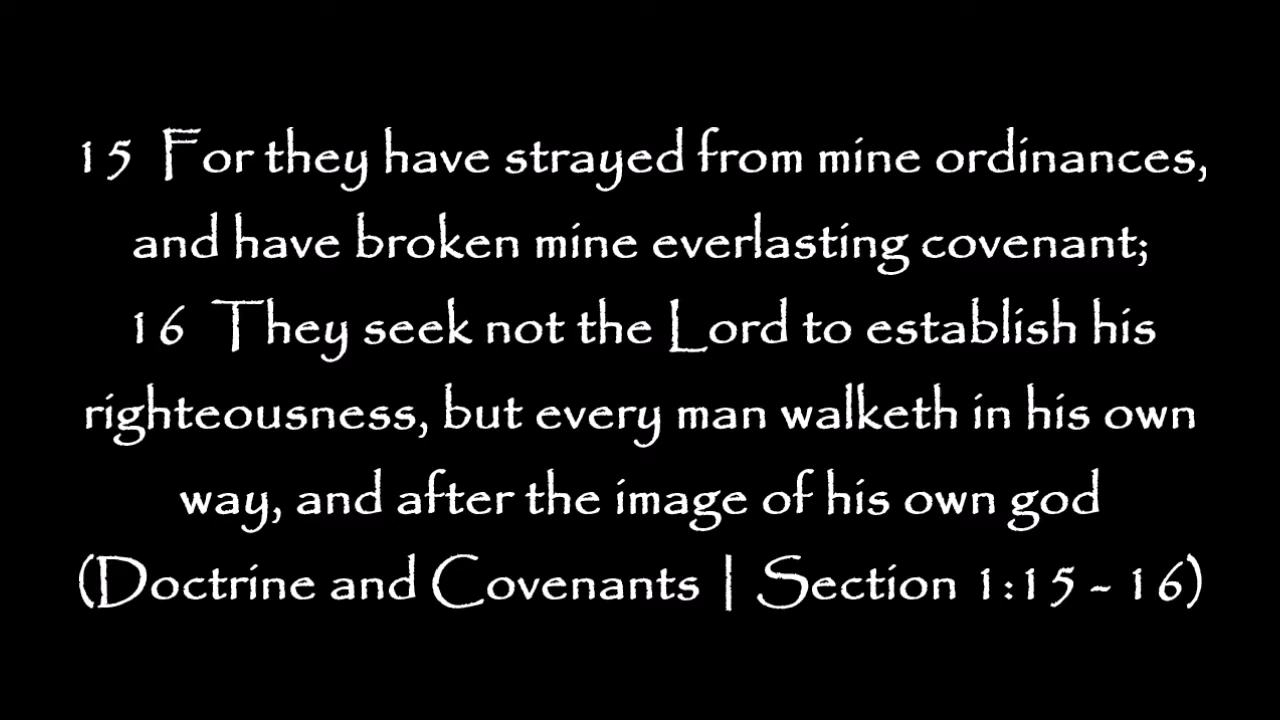 15 For they have strayed from mine ordinances,
and have broken mine everlasting covenant;
16 They seek not the Lord to establish his
righteousness, but every man walketh in his own
way, and after the image of his own god
(Doctrine and Covenants | Section 1:15 - 16)